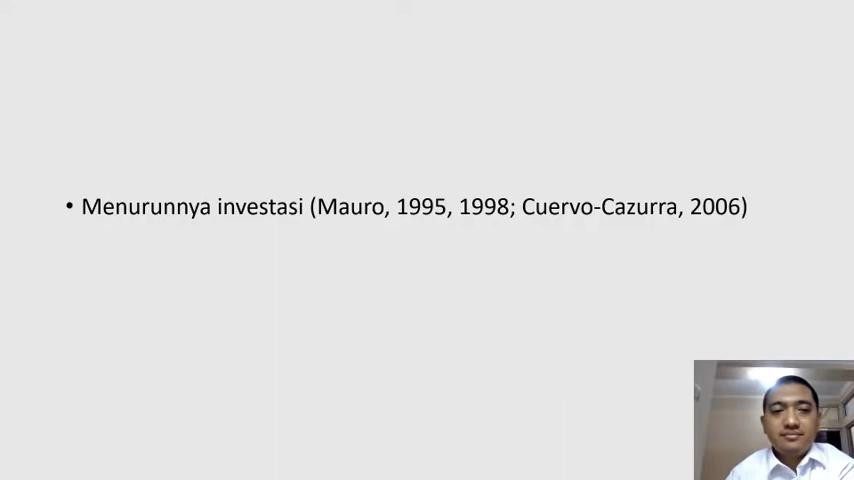 • Menurunnya investasi (Mauro, 1995, 1998; Cuervo-Cazurra, 2006)